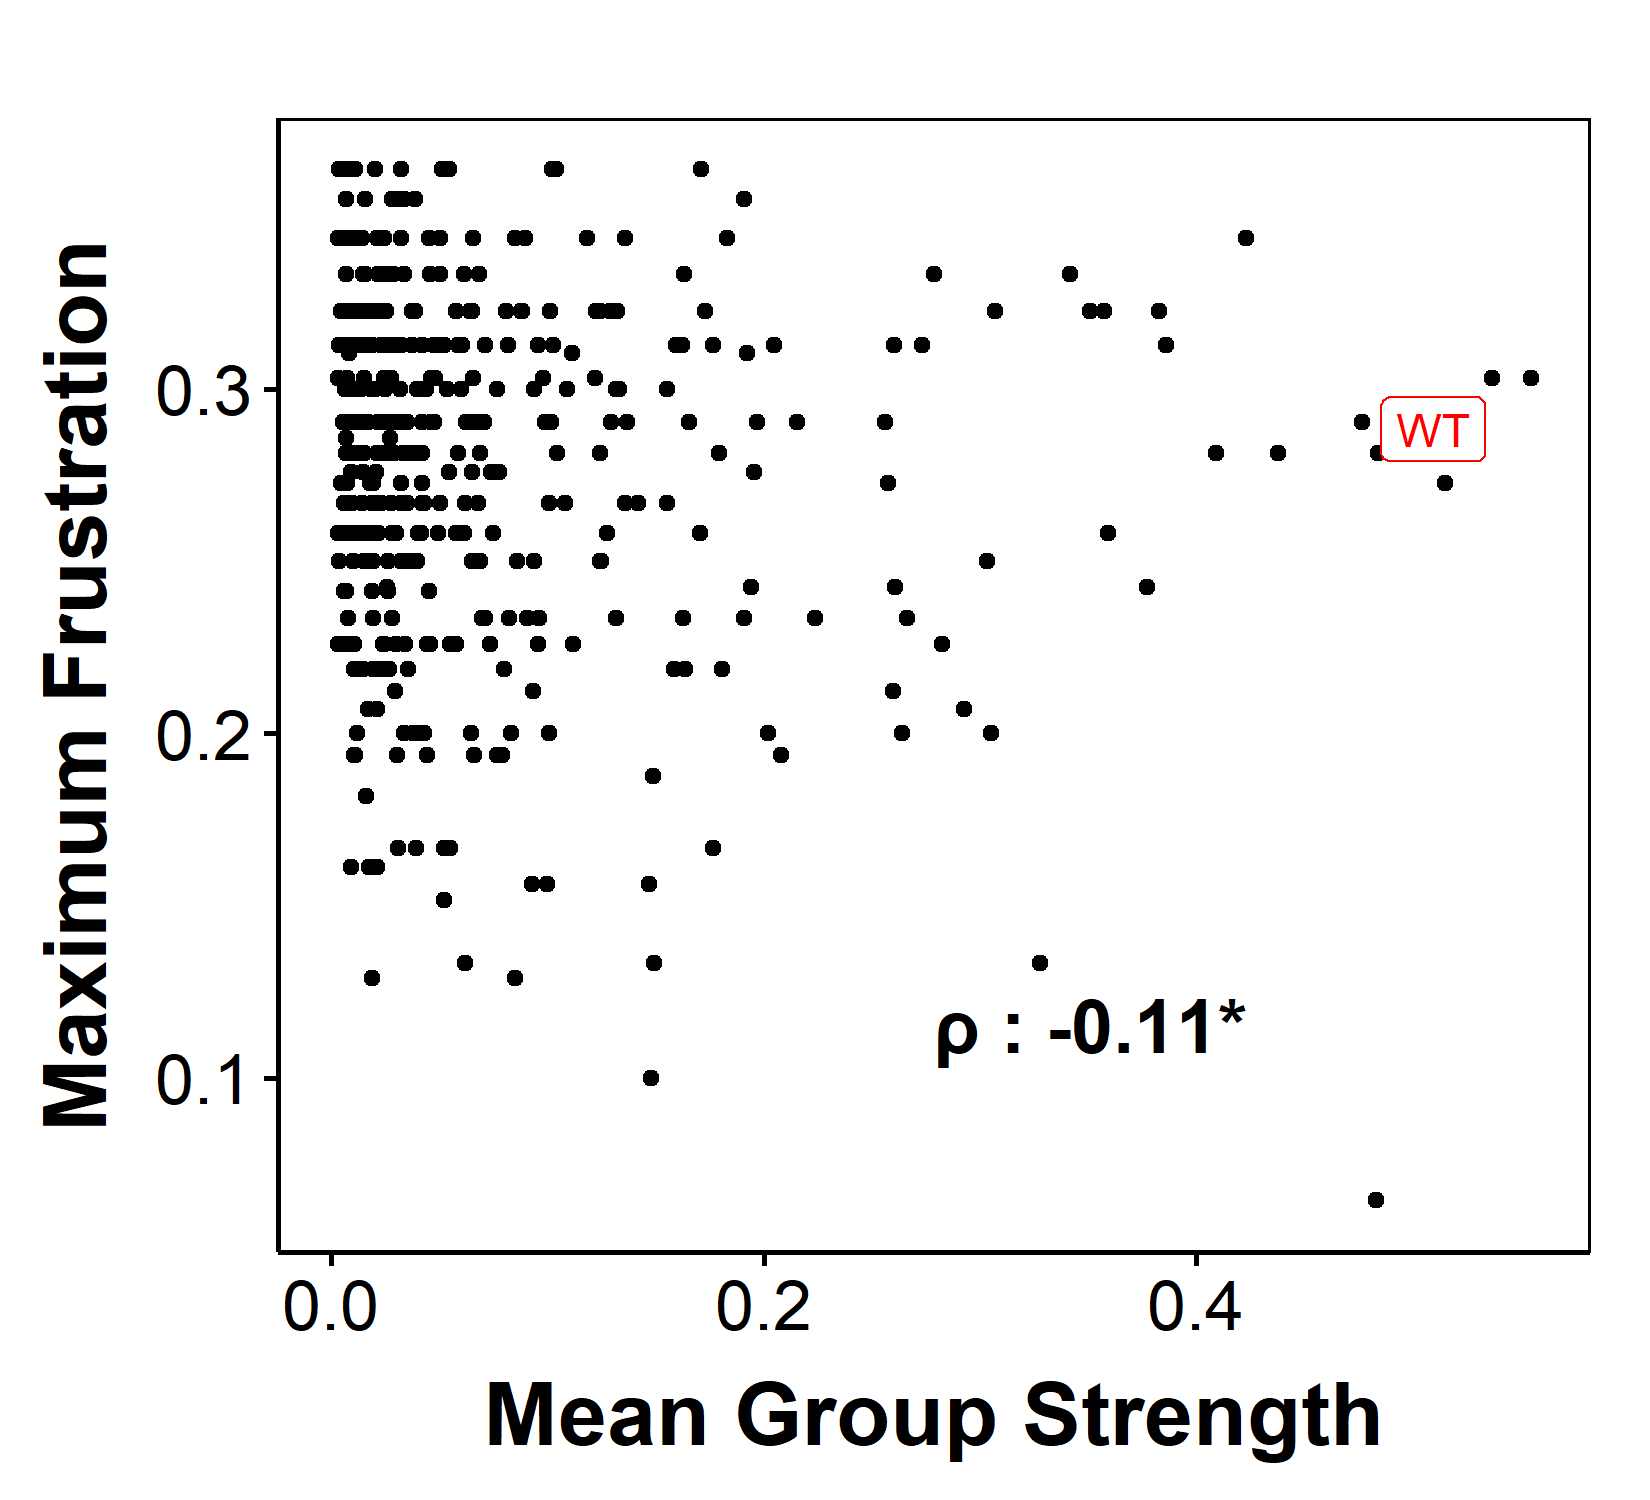 Maximum Frustration
0.3
0.2
0.1
WT
ρ : -0.11*
0.0
0.2
0.4
Mean Group Strength